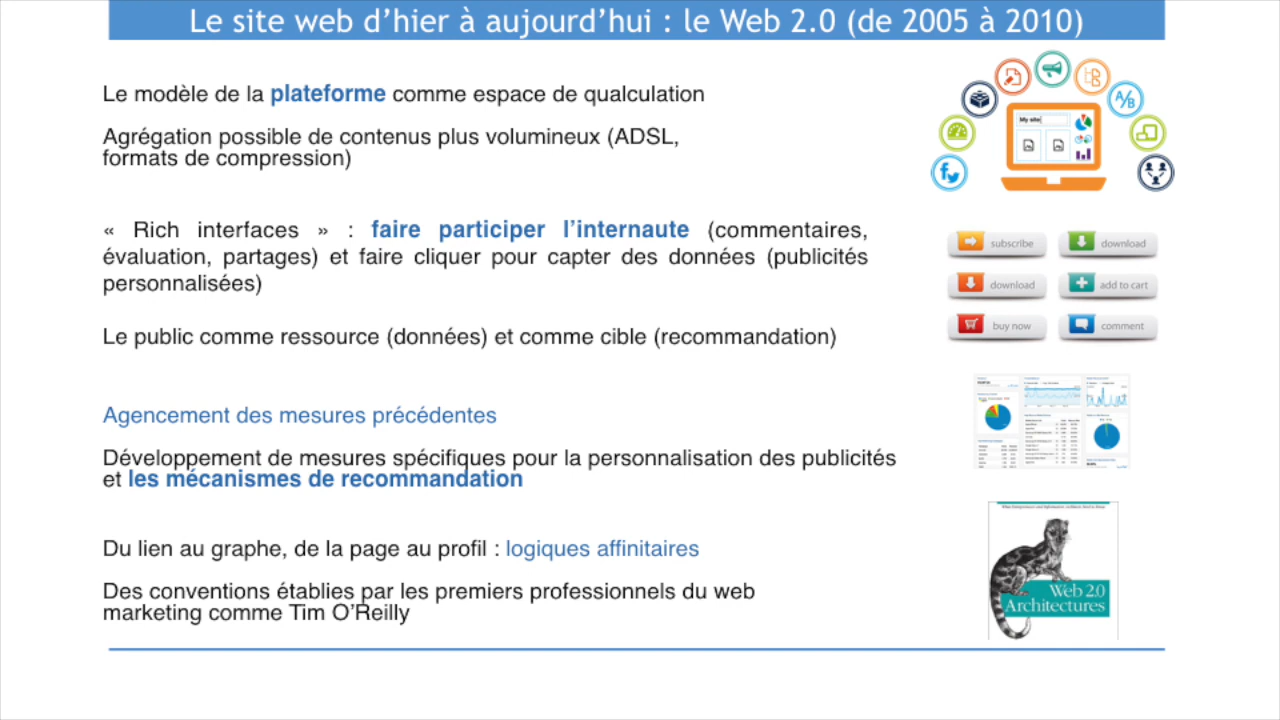 Le site web d’hier à aujourd’hui : le Web 2.0 (de 2005 à 2010)
Le modèle de la plateforme comme espace de qualculation
Agrégation possible de contenus plus volumineux (ADSL,
formats de compression)
My site
A/B
« Rich interfaces » : faire participer l’internaute (commentaires,
évaluation, partages) et faire cliquer pour capter des données (publicités
personnalisées)
subscribe
download
download
add to cart
buy now
comment
Le public comme ressource (données) et comme cible (recommandation)
Agencement des mesures précédentes
Développement de mesures spécifiques pour la personnalisation des publicités
et les mécanismes de recommandation
Du lien au graphe, de la page au profil : logiques affinitaires
Des conventions établies par les premiers professionnels du web
marketing comme Tim O’Reilly
Web 2.0
Architectures